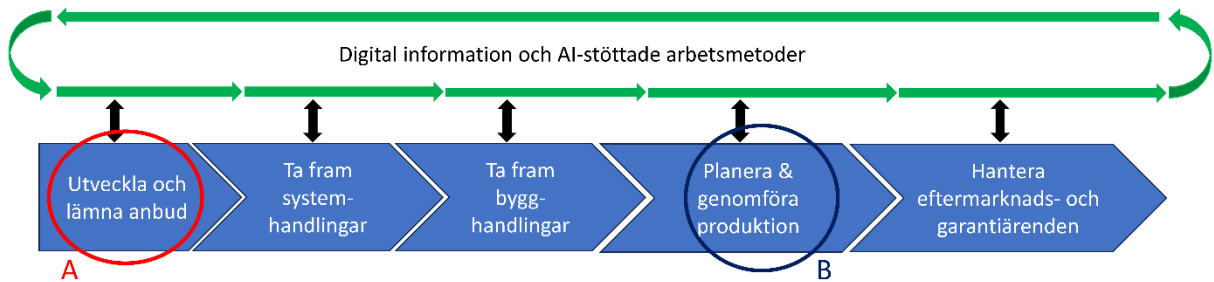 Digital information och AI-stöttade arbetsmetoder
Utveckla och
lämna anbud
Ta fram
system-
handlingar
Ta fram
bygg-
handlingar
Planera &
genomföra
produktion
Hantera
eftermarknads- och
garantiärenden
A
B